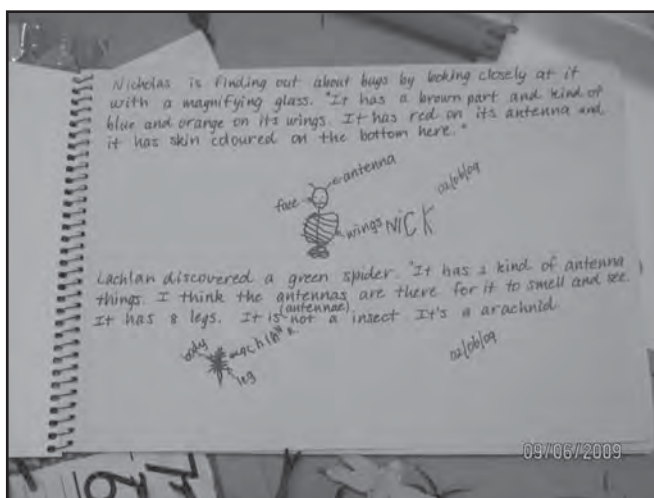 Nicholas is finding out about bugs by looking closely at it
with a magnifying glass. "It has a brown part and kind of
blue and orange on its wings. It has red on its antenna and
it has skin coloured on the bottom here."
antenna
face
wings NICK
02/06/09
Lachlan discovered a green spider. "It has 2 kind of antenna
things. I think the antennas are there for it to smell and see.
(antennae)
It has 8 legs. It is not a insect. It's a arachnid.
body
leg
02/06/09
09/06/2009